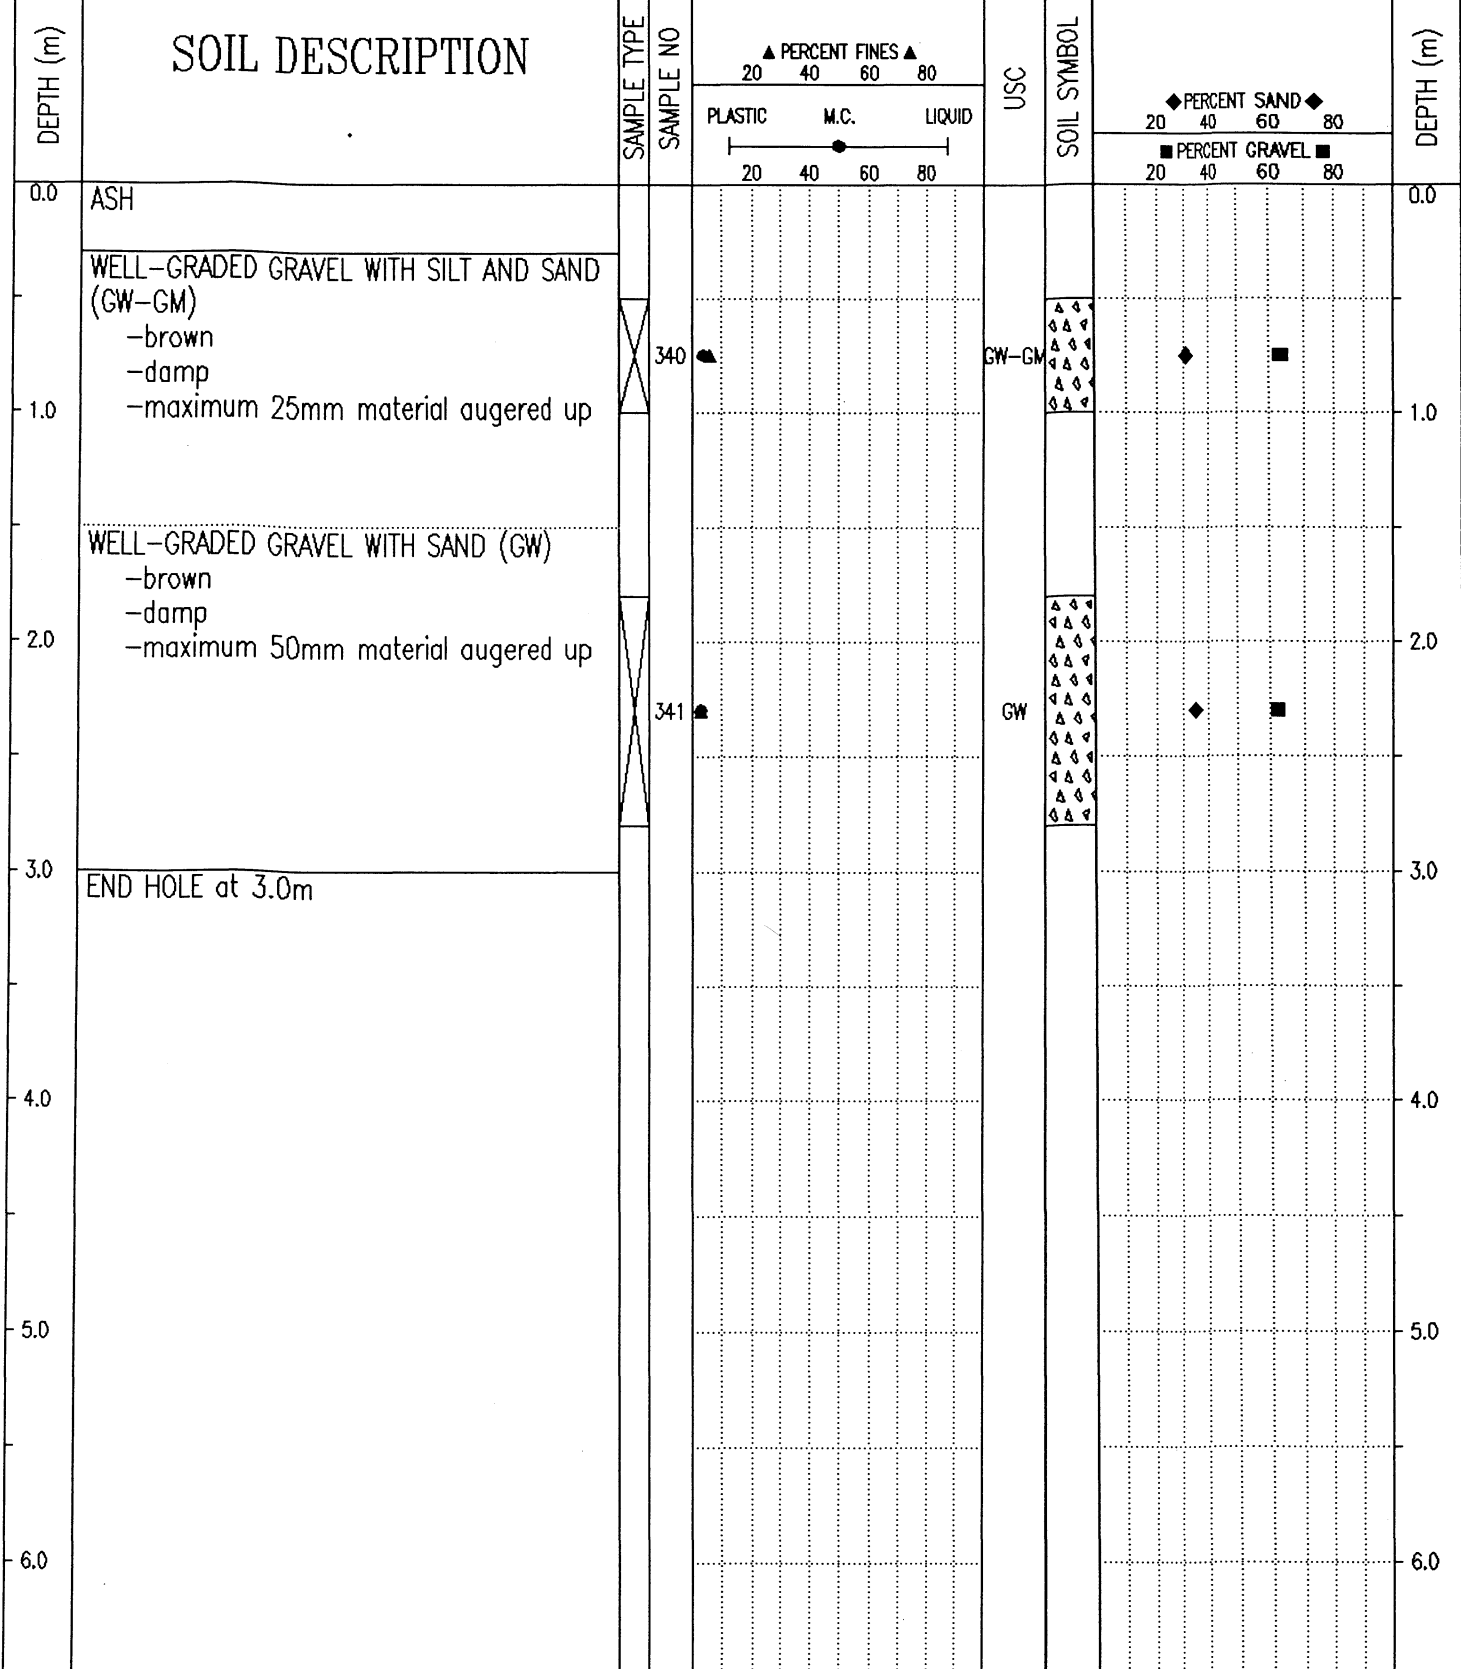 DEPTH (m)
SOIL DESCRIPTION
SAMPLE TYPE
SAMPLE NO
▲ PERCENT FINES ▲
20 40 60 80
PLASTIC M.C. LIQUID
20 40 60 80
USC
SOIL SYMBOL
◆PERCENT SAND◆
20 40 60 80
■ PERCENT GRAVEL ■
20 40 60 80
DEPTH (m)
0.0
ASH
0.0
WELL-GRADED GRAVEL WITH SILT AND SAND
(GW-GM)
-brown
340
GW-GM
-damp
1.0
-maximum 25mm material augered up
1.0
WELL-GRADED GRAVEL WITH SAND (GW)
-brown
-damp
2.0
-maximum 50mm material augered up
2.0
341
GW
3.0
END HOLE at 3.0m
3.0
4.0
4.0
5.0
5.0
6.0
6.0